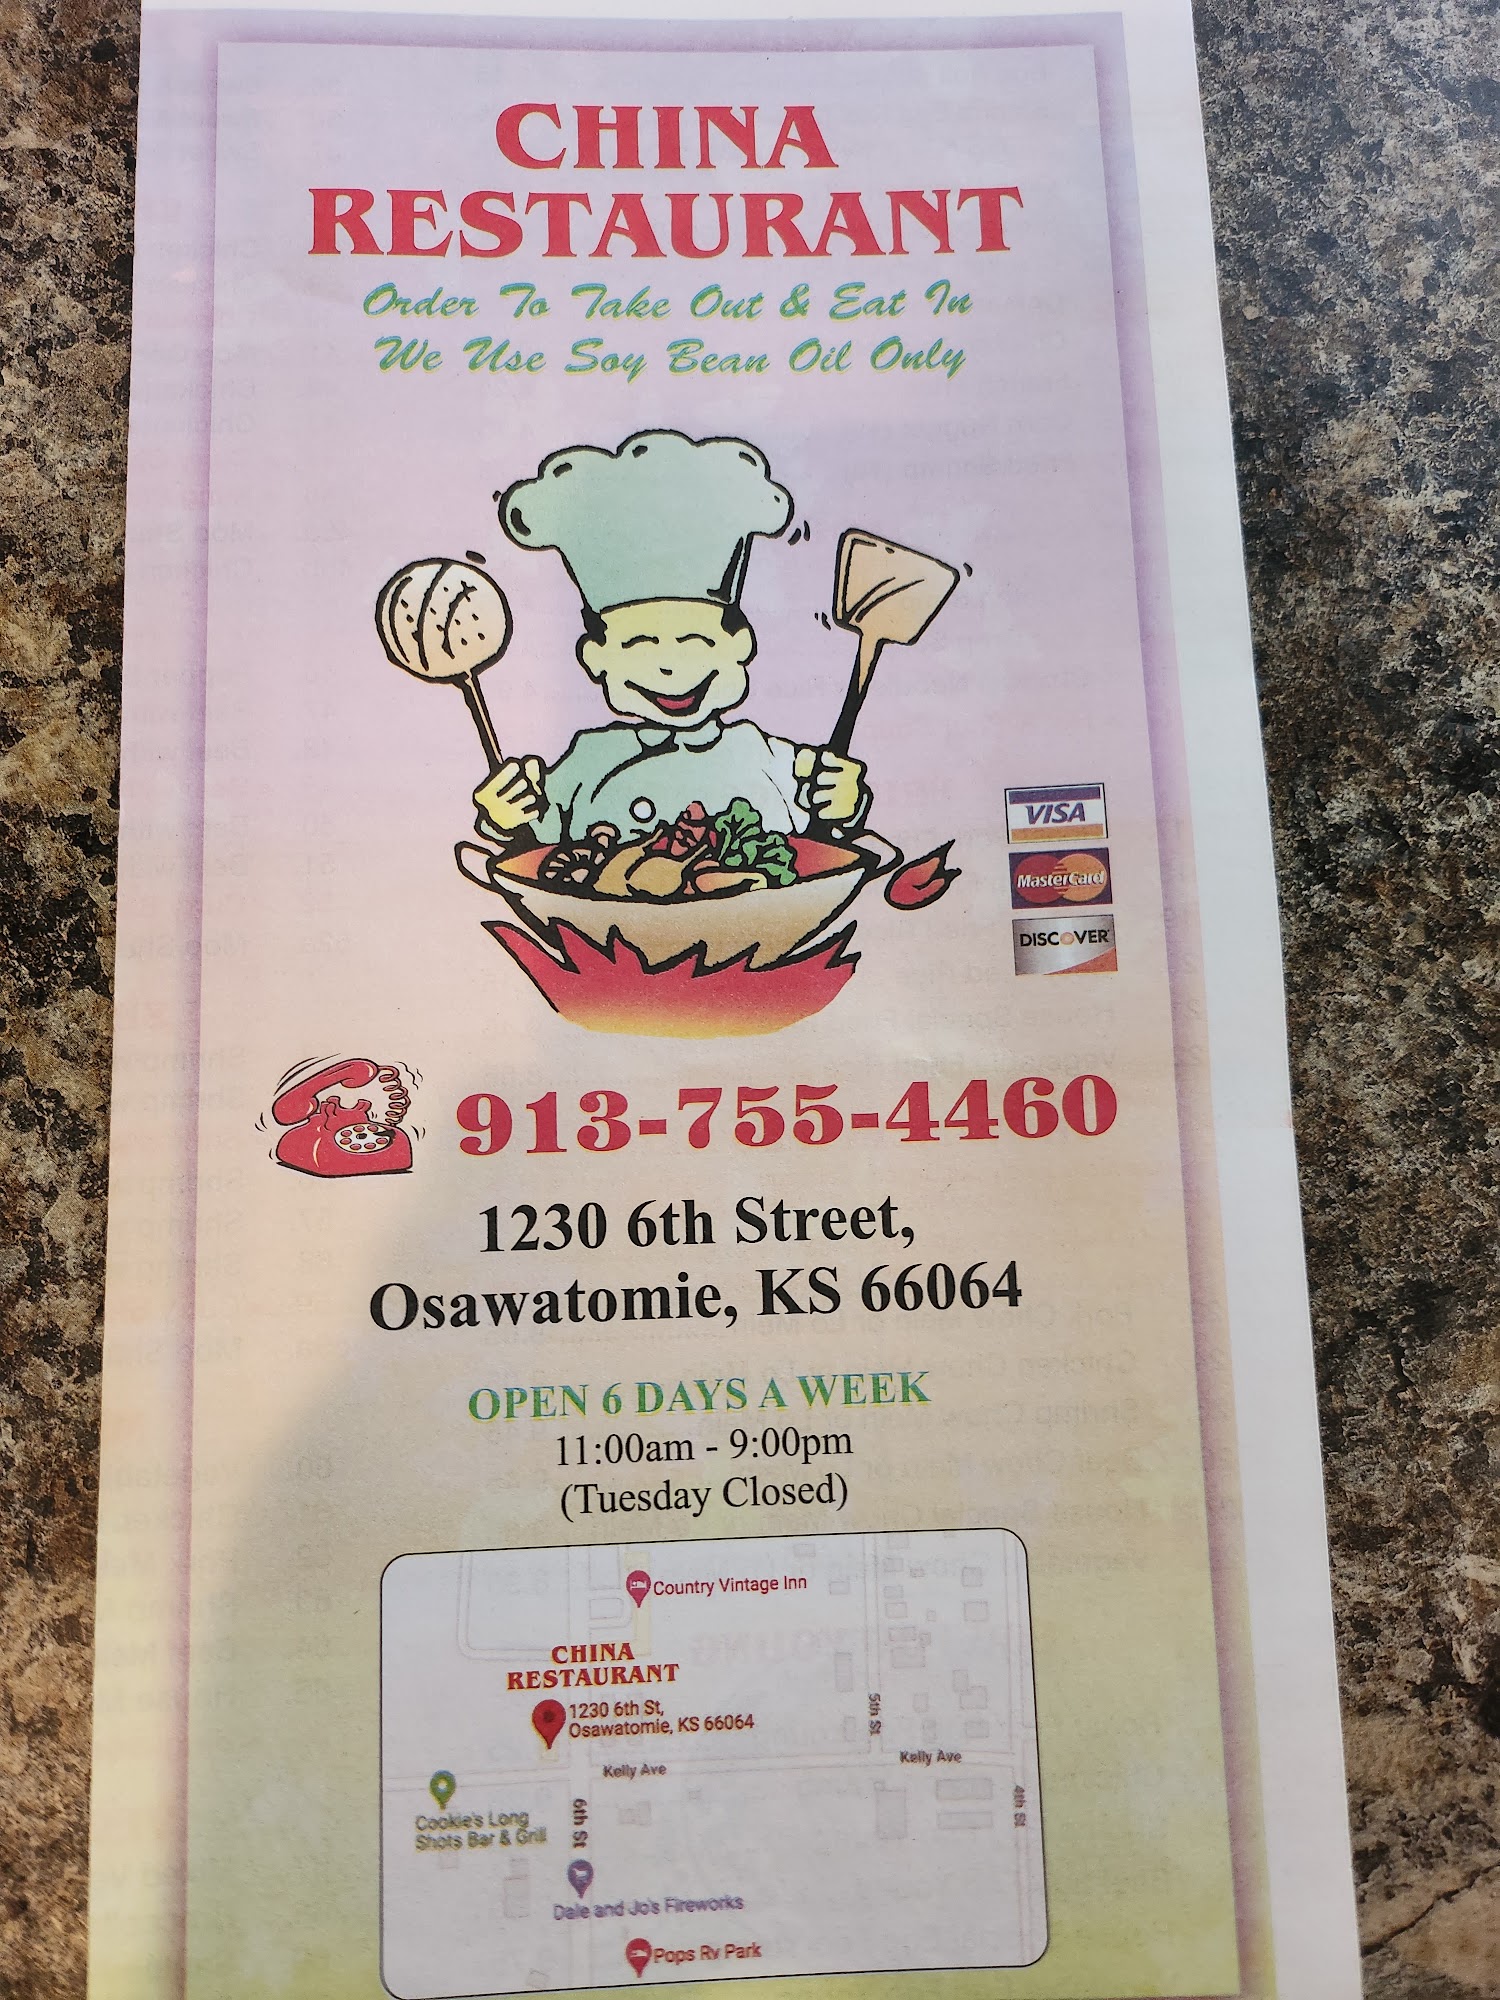 CHINA
RESTAURANT
Order To Take Out & Eat In
We Use Soy Bean Oil Only
VISA
MasterCard
DISCOVER
913-755-4460
1230 6th Street,
Osawatomie, KS 66064
OPEN 6 DAYS A WEEK
11:00am - 9:00pm
(Tuesday Closed)
Country Vintage Inn
CHINA
RESTAURANT
1230 6th St,
Osawatomie, KS 66064
5th St
Kelly Ave
Kelly Ave
4th St
Cookie's Long
Shots Bar & Grill
6th St
Dale and Jo's Fireworks
Pops Rv Park